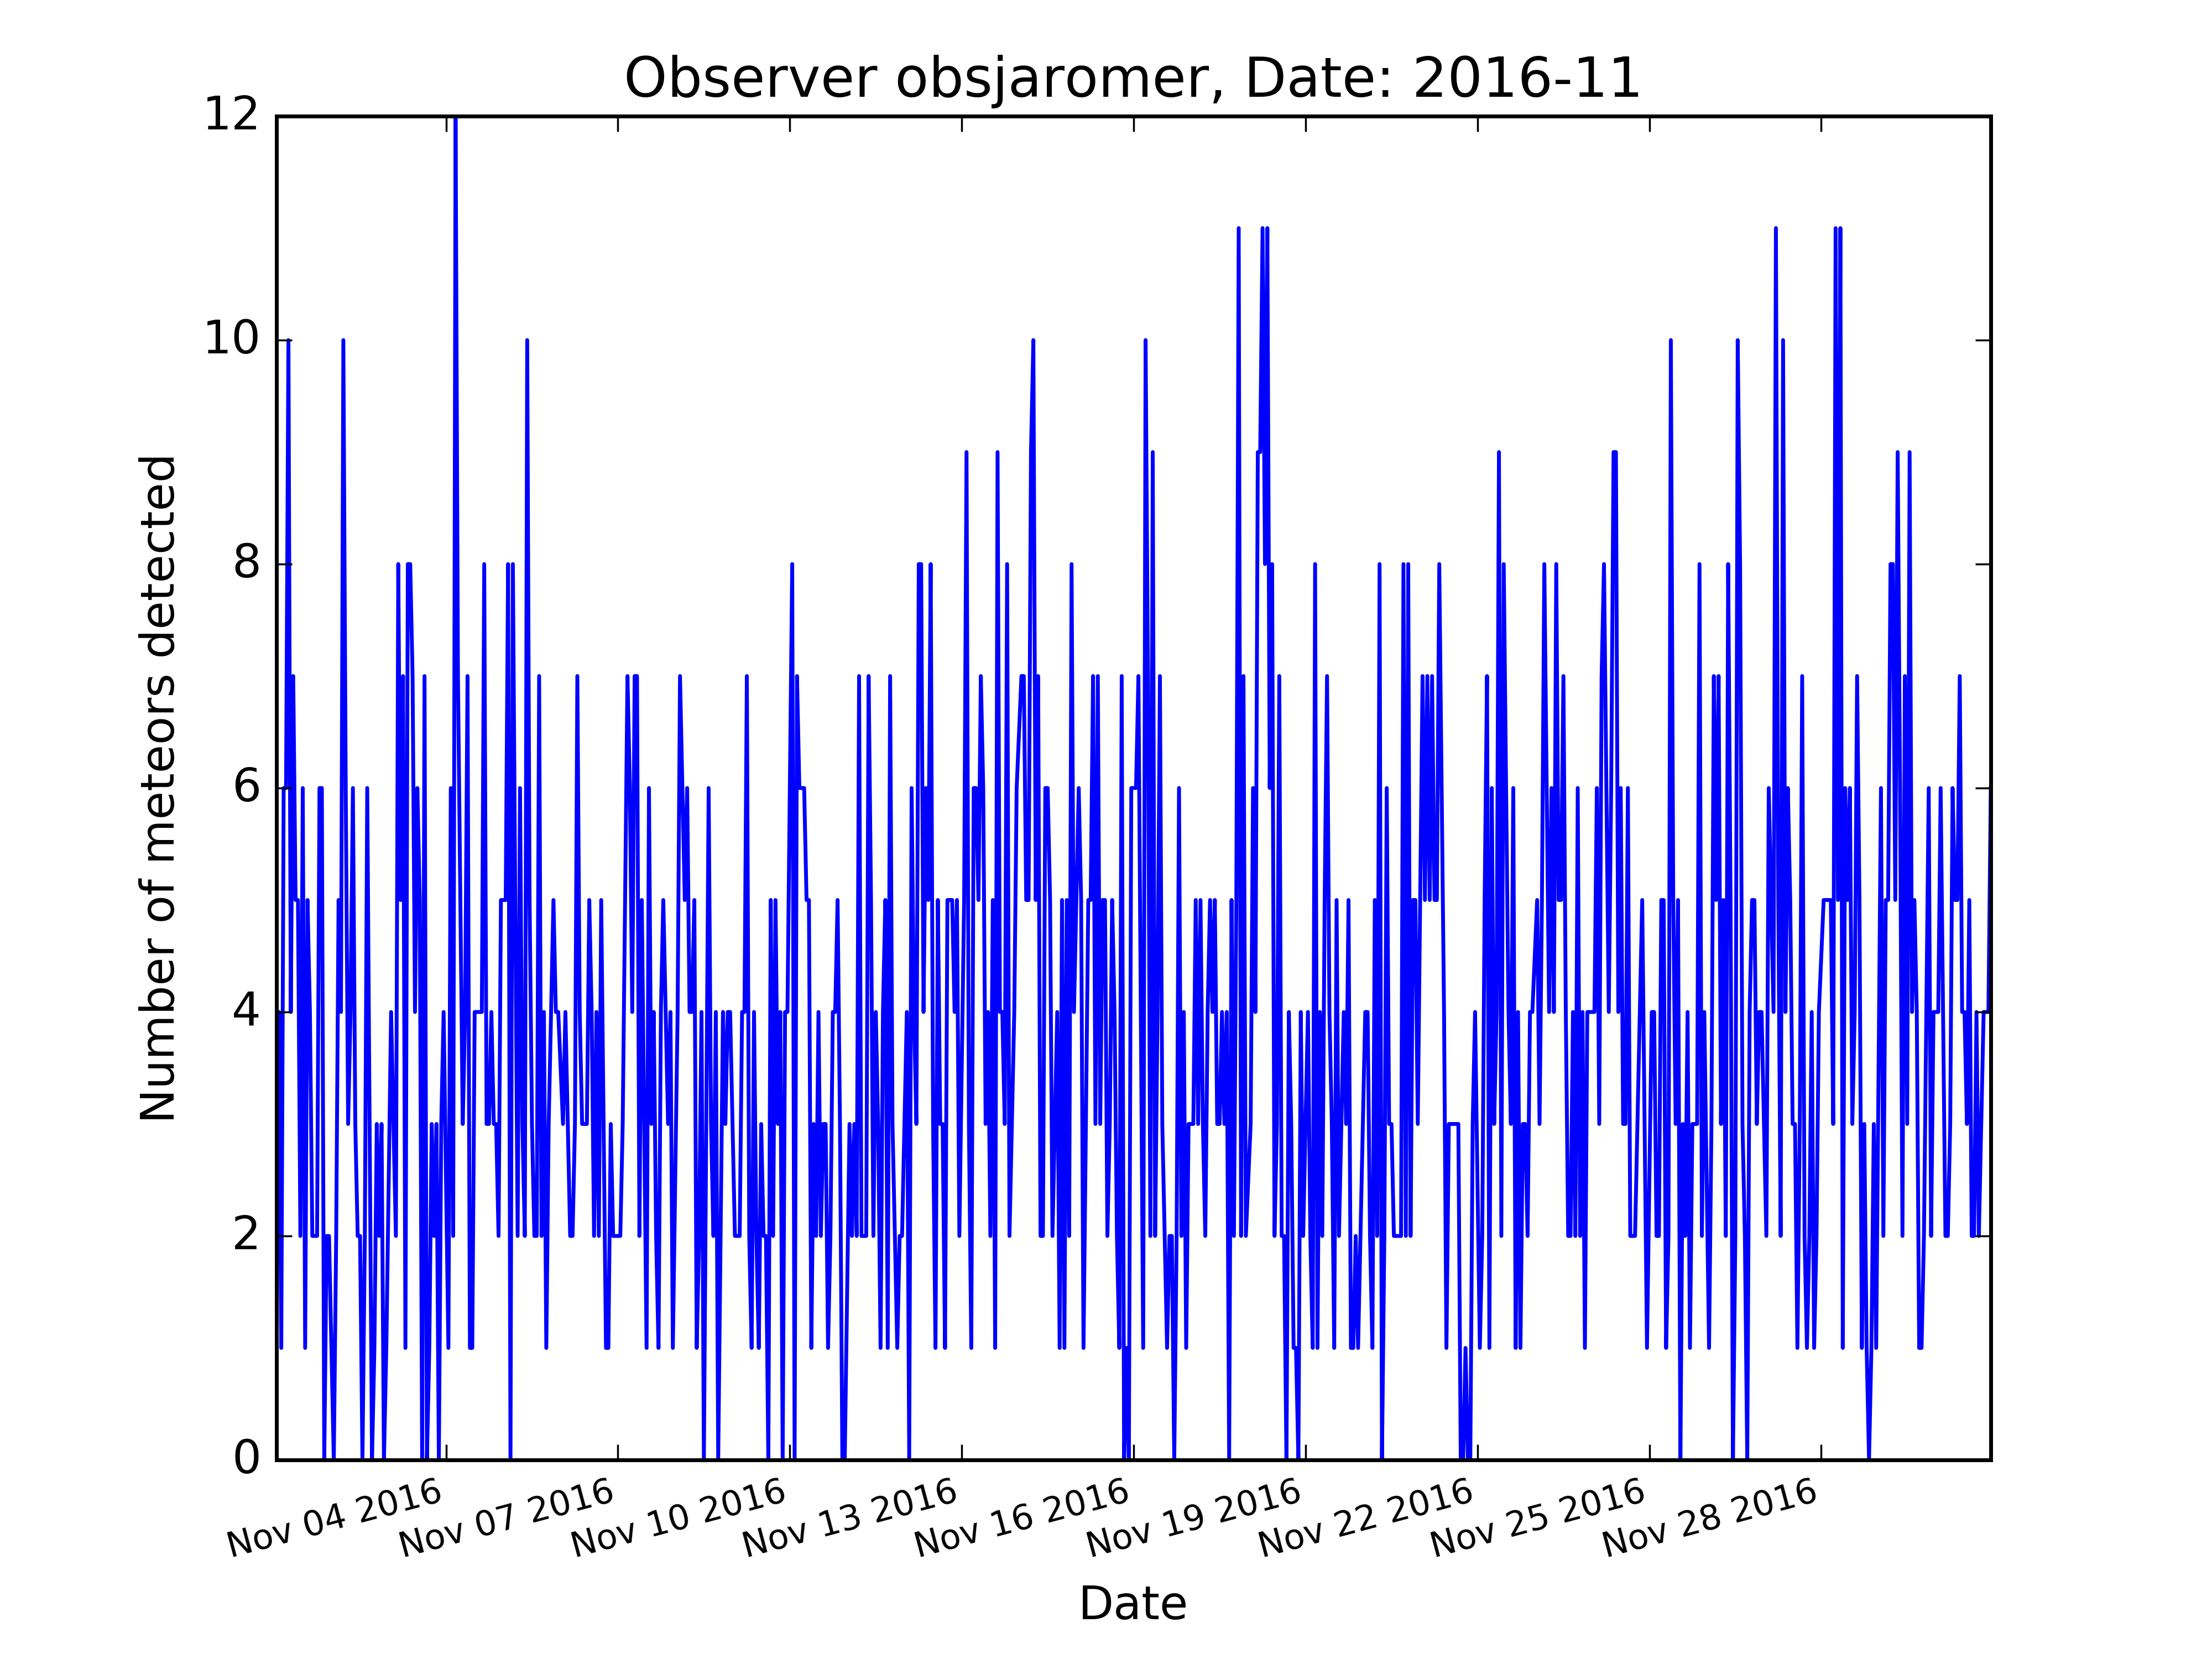 Observer obsjaromer, Date: 2016-11
12
10
8
6
4
2
0
Number of meteors detected
Nov 04 2016
Nov 07 2016
Nov 10 2016
Nov 13 2016
Nov 16 2016
Nov 19 2016
Nov 22 2016
Nov 25 2016
Nov 28 2016
Date